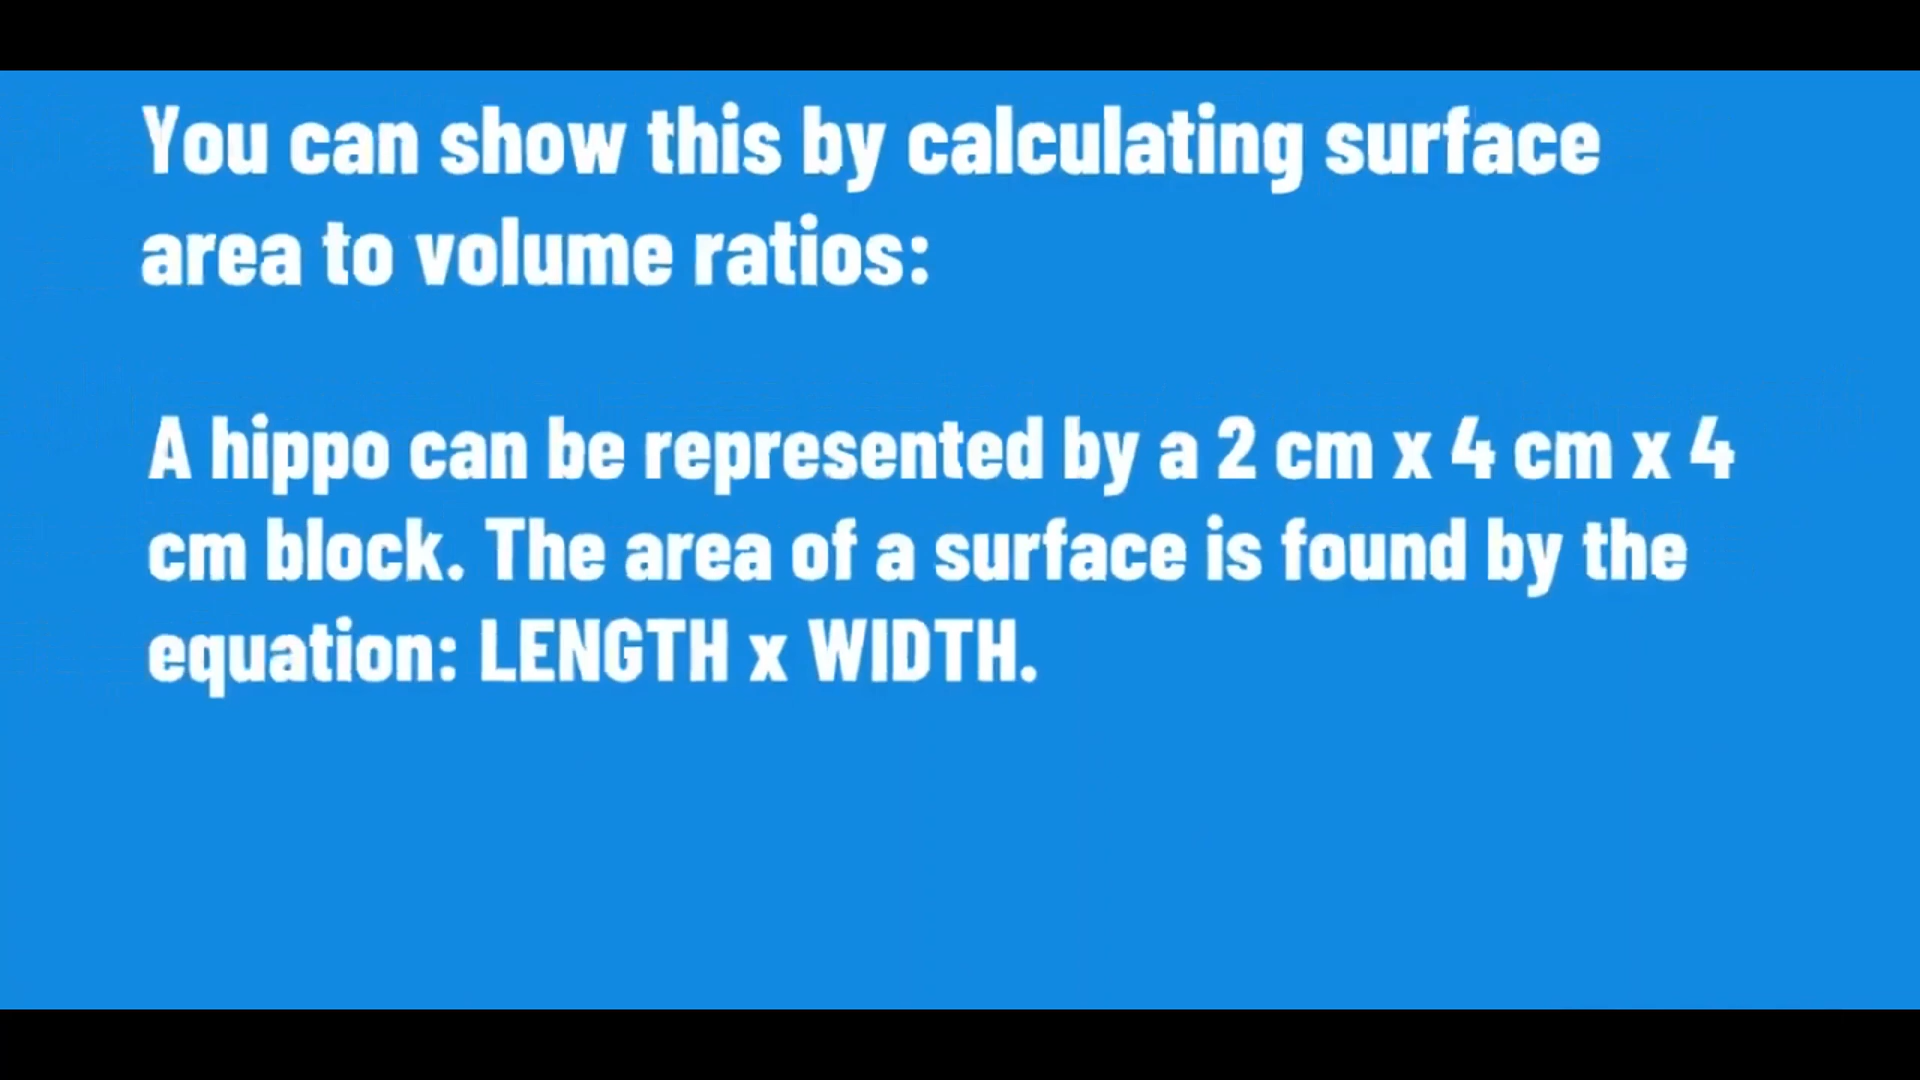 You can show this by calculating surface
area to volume ratios:
A hippo can be represented by a 2 cm x 4 cm x 4
cm block. The area of a surface is found by the
equation: LENGTH x WIDTH.